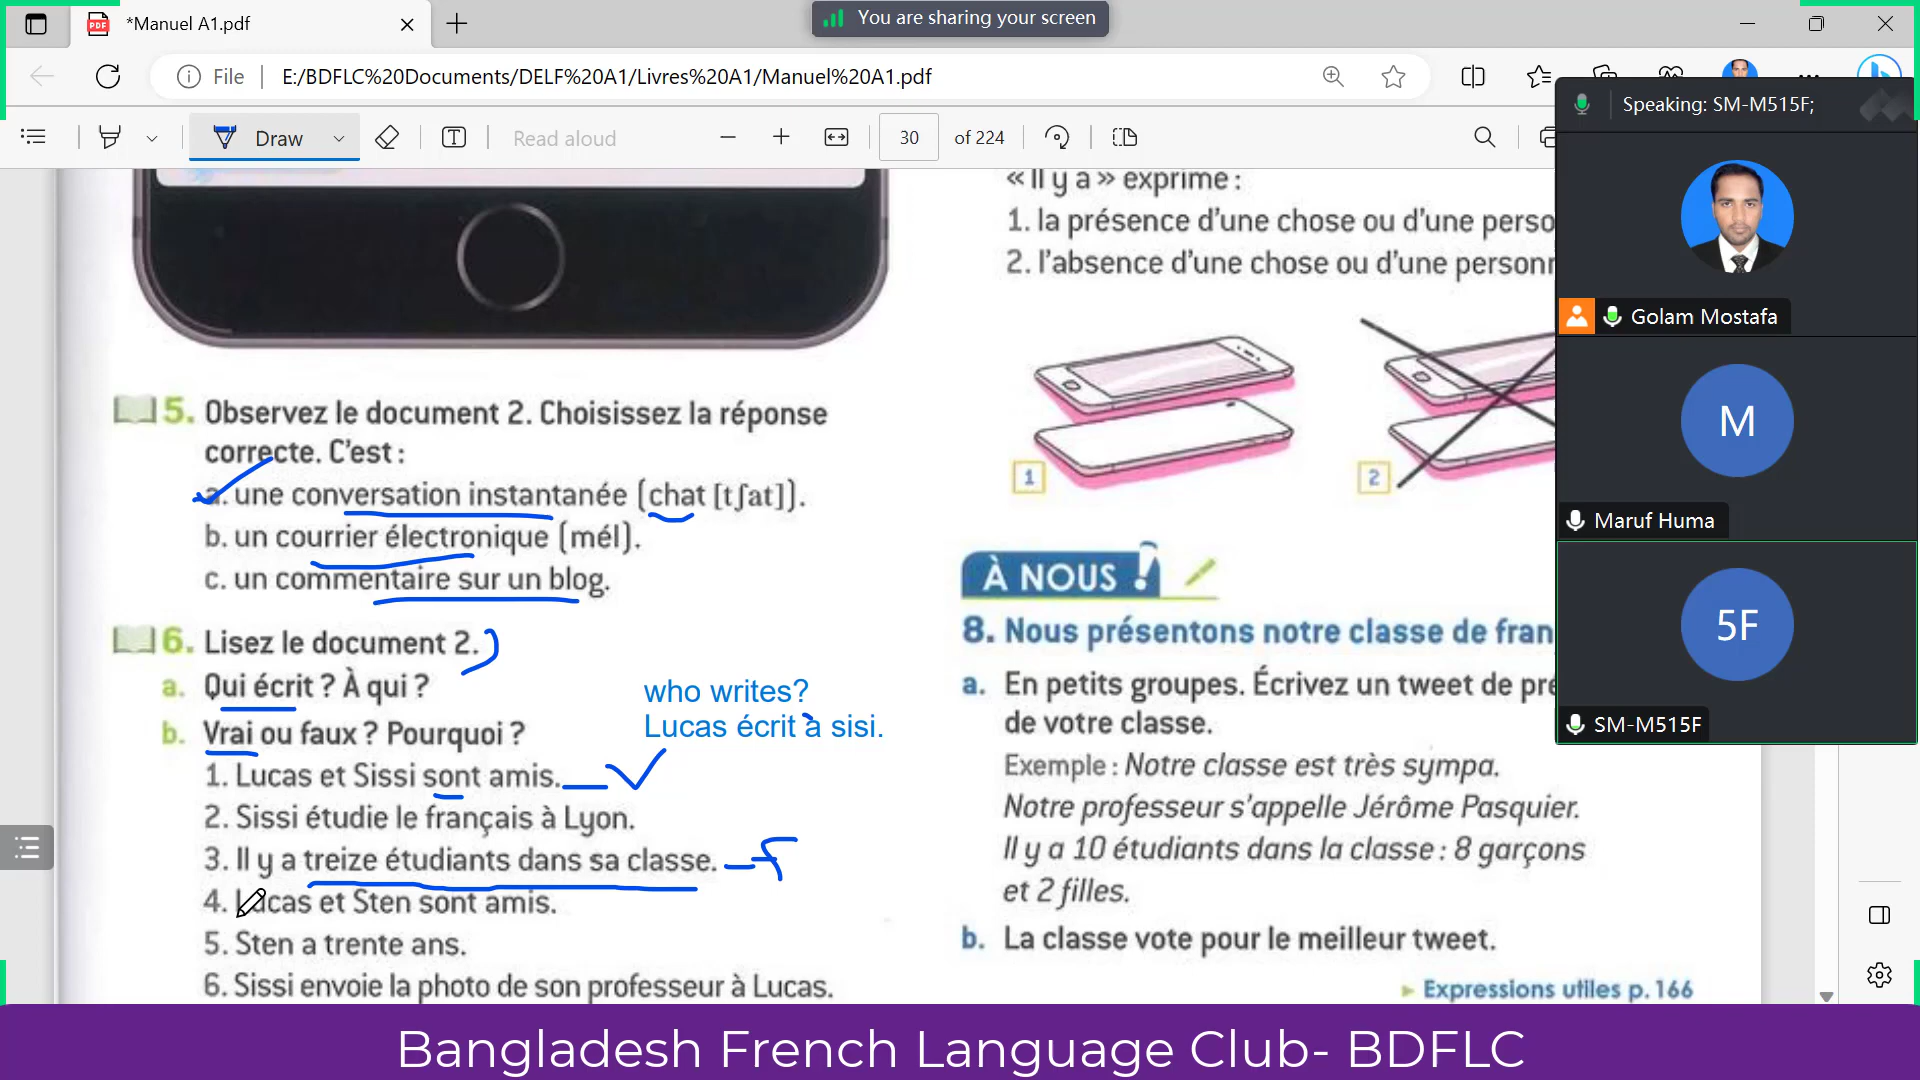 *Manuel A1.pdf
You are sharing your screen
File
E:/BDFLC%20Documents/DELF%20A1/Livres%20A1/Manuel%20A1.pdf
Draw
Read aloud
30
of 224
Speaking: SM-M515F;
Golam Mostafa
M
Maruf Huma
5F
SM-M515F
5. Observez le document 2. Choisissez la réponse
correcte. C'est :
a. une conversation instantanée (chat [tʃat]).
b. un courrier électronique (mél).
c. un commentaire sur un blog.
6. Lisez le document 2.
a. Qui écrit ? À qui ?
b. Vrai ou faux ? Pourquoi ?
who writes?
Lucas écrit à sisi.
1. Lucas et Sissi sont amis.
2. Sissi étudie le français à Lyon.
3. Il y a treize étudiants dans sa classe. F
4. Lucas et Sten sont amis.
5. Sten a trente ans.
6. Sissi envoie la photo de son professeur à Lucas.
« Il y a » exprime :
1. la présence d'une chose ou d'une perso
2. l'absence d'une chose ou d'une person
1
2
À NOUS !
8. Nous présentons notre classe de fran
a. En petits groupes. Écrivez un tweet de pré
de votre classe.
Exemple : Notre classe est très sympa.
Notre professeur s'appelle Jérôme Pasquier.
Il y a 10 étudiants dans la classe : 8 garçons
et 2 filles.
b. La classe vote pour le meilleur tweet.
Expressions utiles p. 166
Bangladesh French Language Club- BDFLC